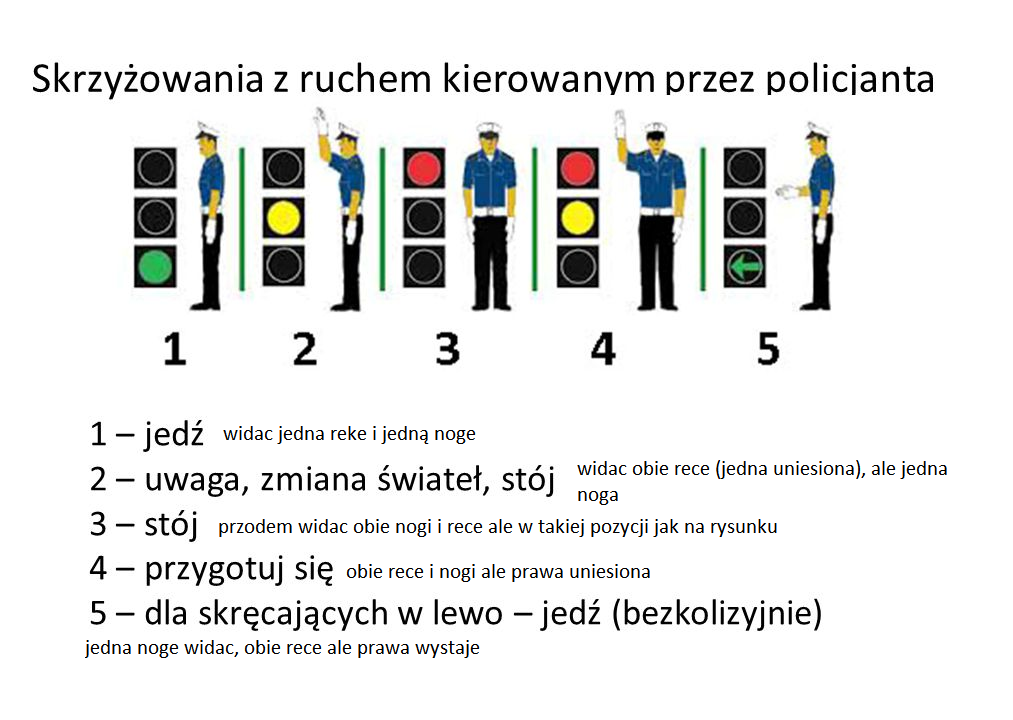 Skrzyżowania z ruchem kierowanym przez policjanta
1 2 3 4 5
1 – jedź widac jedna reke i jedną noge
2 – uwaga, zmiana świateł, stój widac obie rece (jedna uniesiona), ale jedna
noga
3 – stój przodem widac obie nogi i rece ale w takiej pozycji jak na rysunku
4 – przygotuj się obie rece i nogi ale prawa uniesiona
5 – dla skręcających w lewo – jedź (bezkolizyjnie)
jedna noge widac, obie rece ale prawa wystaje